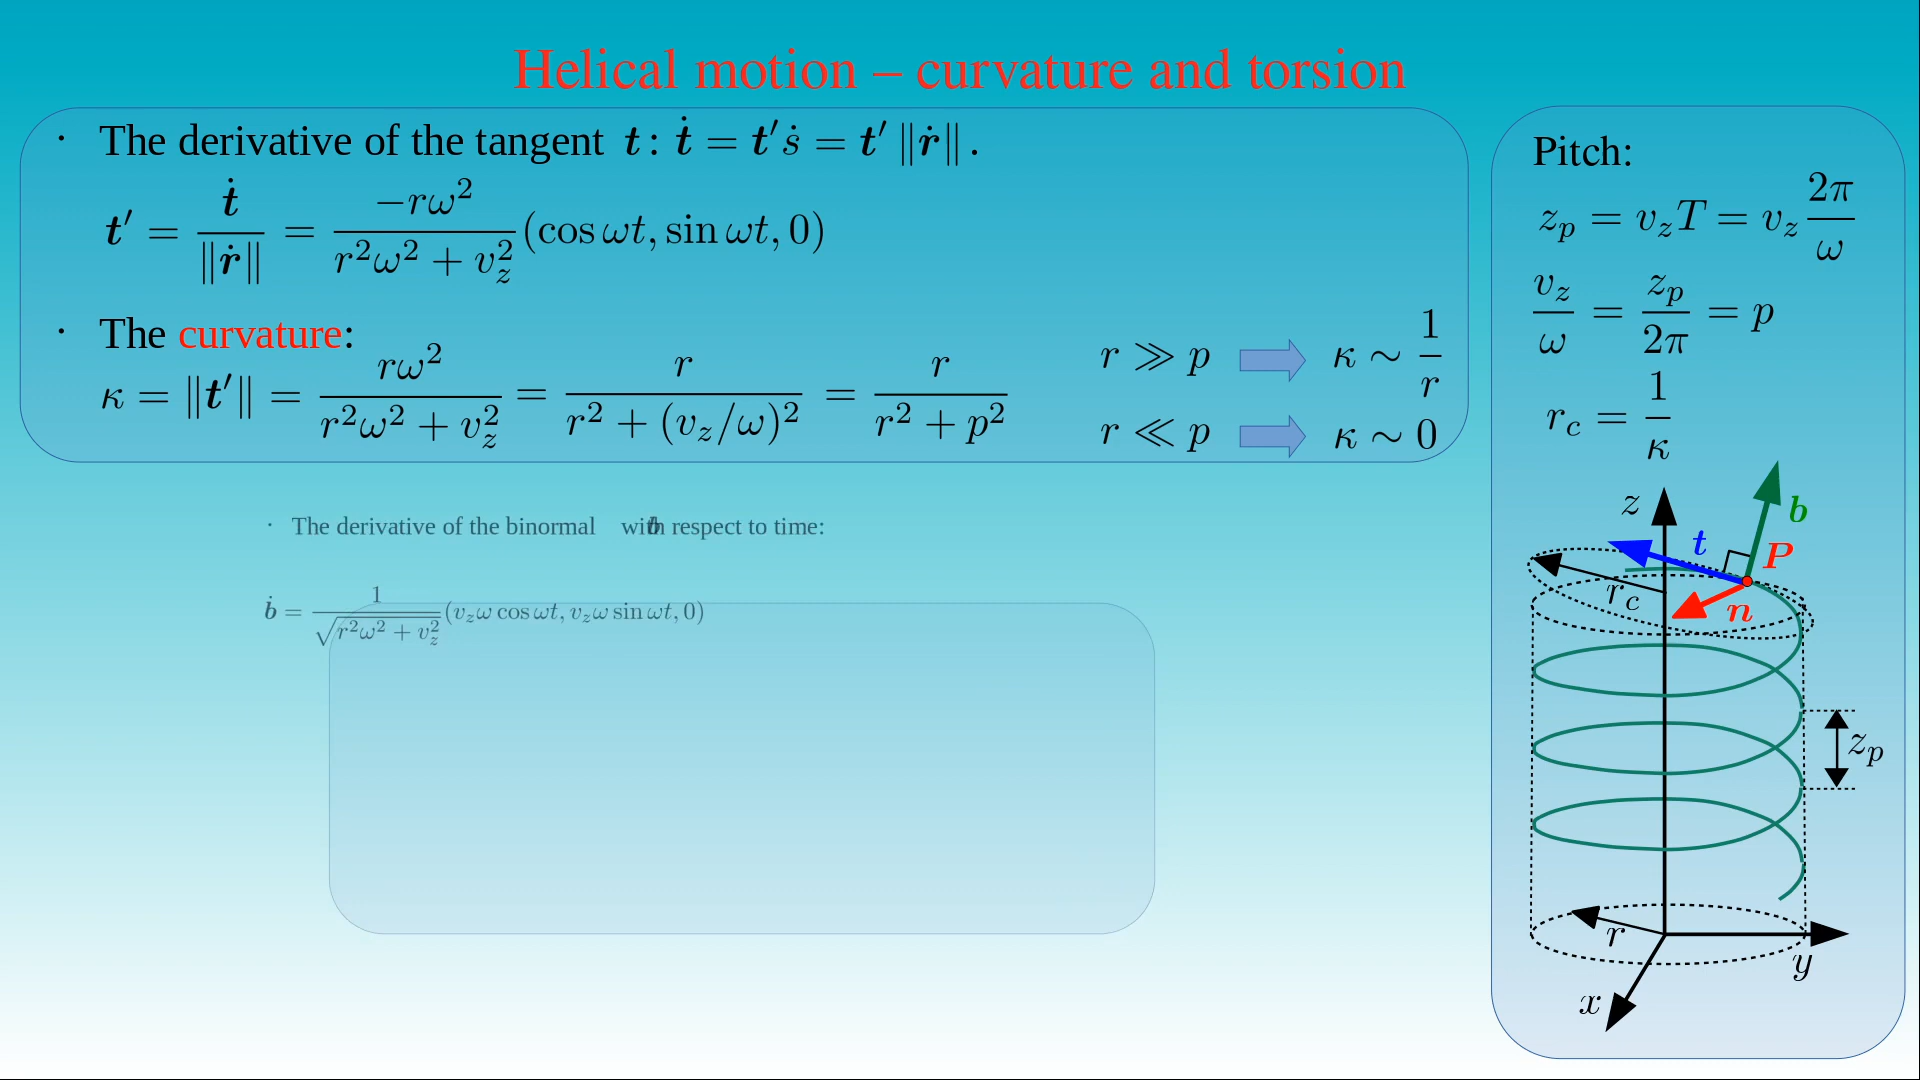 Helical motion – curvature and torsion
· The derivative of the tangent t : ṫ = t′ṡ = t′ ‖ṙ‖ .
t′ = ṫ / ‖ṙ‖ = −rω² / (r²ω² + v_z²) (cos ωt, sin ωt, 0)
· The curvature:
κ = ‖t′‖ = rω² / (r²ω² + v_z²) = r / (r² + (v_z/ω)²) = r / (r² + p²)
r ≫ p κ ∼ 1/r
r ≪ p κ ∼ 0
· The derivative of the binormal b with respect to time:
ḃ = 1 / √(r²ω² + v_z²) (v_zω cos ωt, v_zω sin ωt, 0)
Pitch:
z_p = v_z T = v_z 2π/ω
v_z/ω = z_p/2π = p
r_c = 1/κ
z
b
t
P
r_c
n
z_p
r
y
x